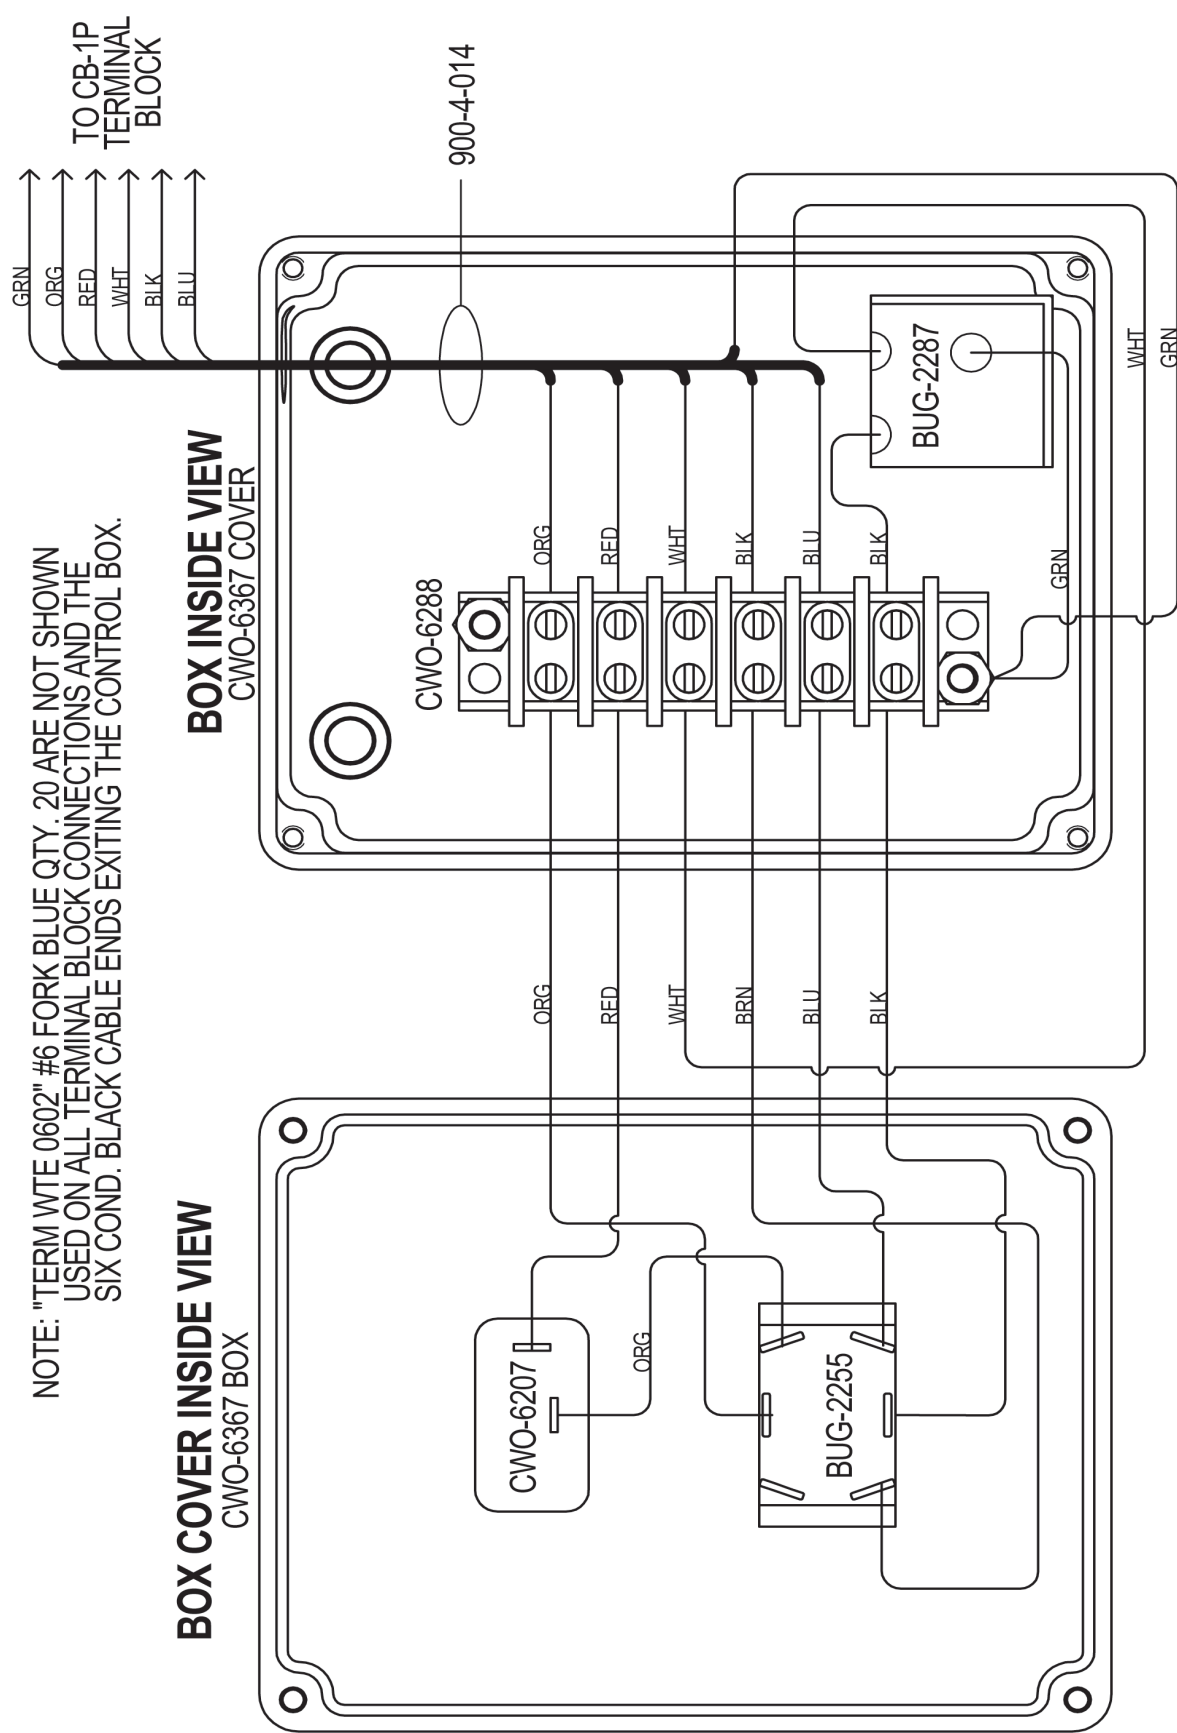 NOTE: "TERM WTE 0602" #6 FORK BLUE QTY. 20 ARE NOT SHOWN
USED ON ALL TERMINAL BLOCK CONNECTIONS AND THE
SIX COND. BLACK CABLE ENDS EXITING THE CONTROL BOX.
TO CB-1P
TERMINAL
BLOCK
GRN
ORG
RED
WHT
BLK
BLU
BOX COVER INSIDE VIEW
CWO-6367 BOX
BOX INSIDE VIEW
CWO-6367 COVER
900-4-014
CWO-6288
CWO-6207
ORG
BUG-2255
ORG
RED
WHT
BRN
BLU
BLK
ORG
RED
WHT
BLK
BLU
BLK
BUG-2287
GRN
WHT
GRN